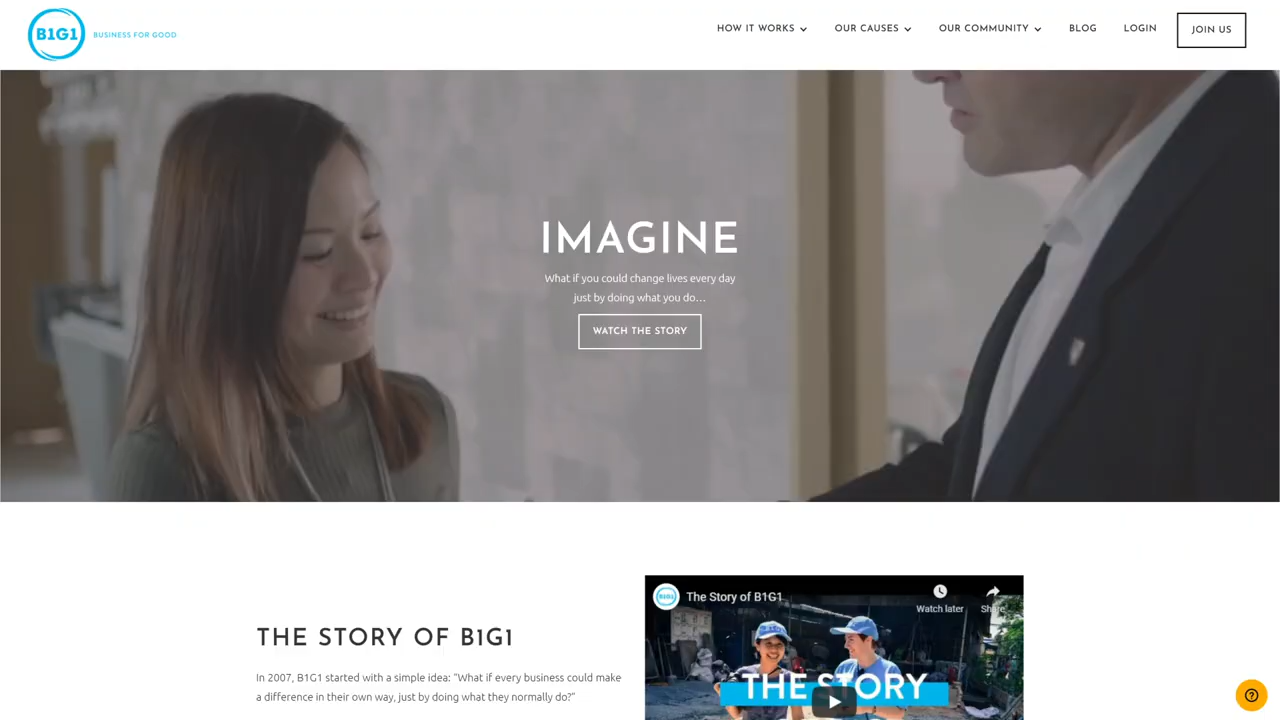 B1G1
BUSINESS FOR GOOD
HOW IT WORKS
OUR CAUSES
OUR COMMUNITY
BLOG
LOGIN
JOIN US
IMAGINE
What if you could change lives every day
just by doing what you do...
WATCH THE STORY
THE STORY OF B1G1
In 2007, B1G1 started with a simple idea: "What if every business could make
a difference in their own way, just by doing what they normally do?"
B1G1
The Story of B1G1
Watch later
Share
THE STORY